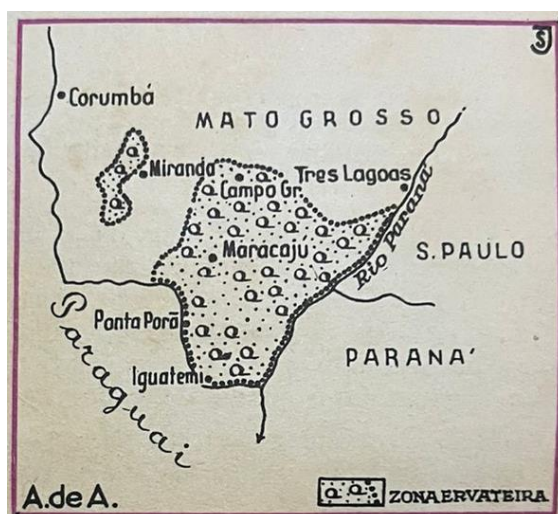 JS
Corumbá
MATO GROSSO
Miranda
Campo Gr.
Tres Lagoas
Rio Paraná
Maracaju
S. PAULO
Ponta Porã
PARANA'
Paraguai
Iguatemi
A. de A.
ZONA ERVATEIRA